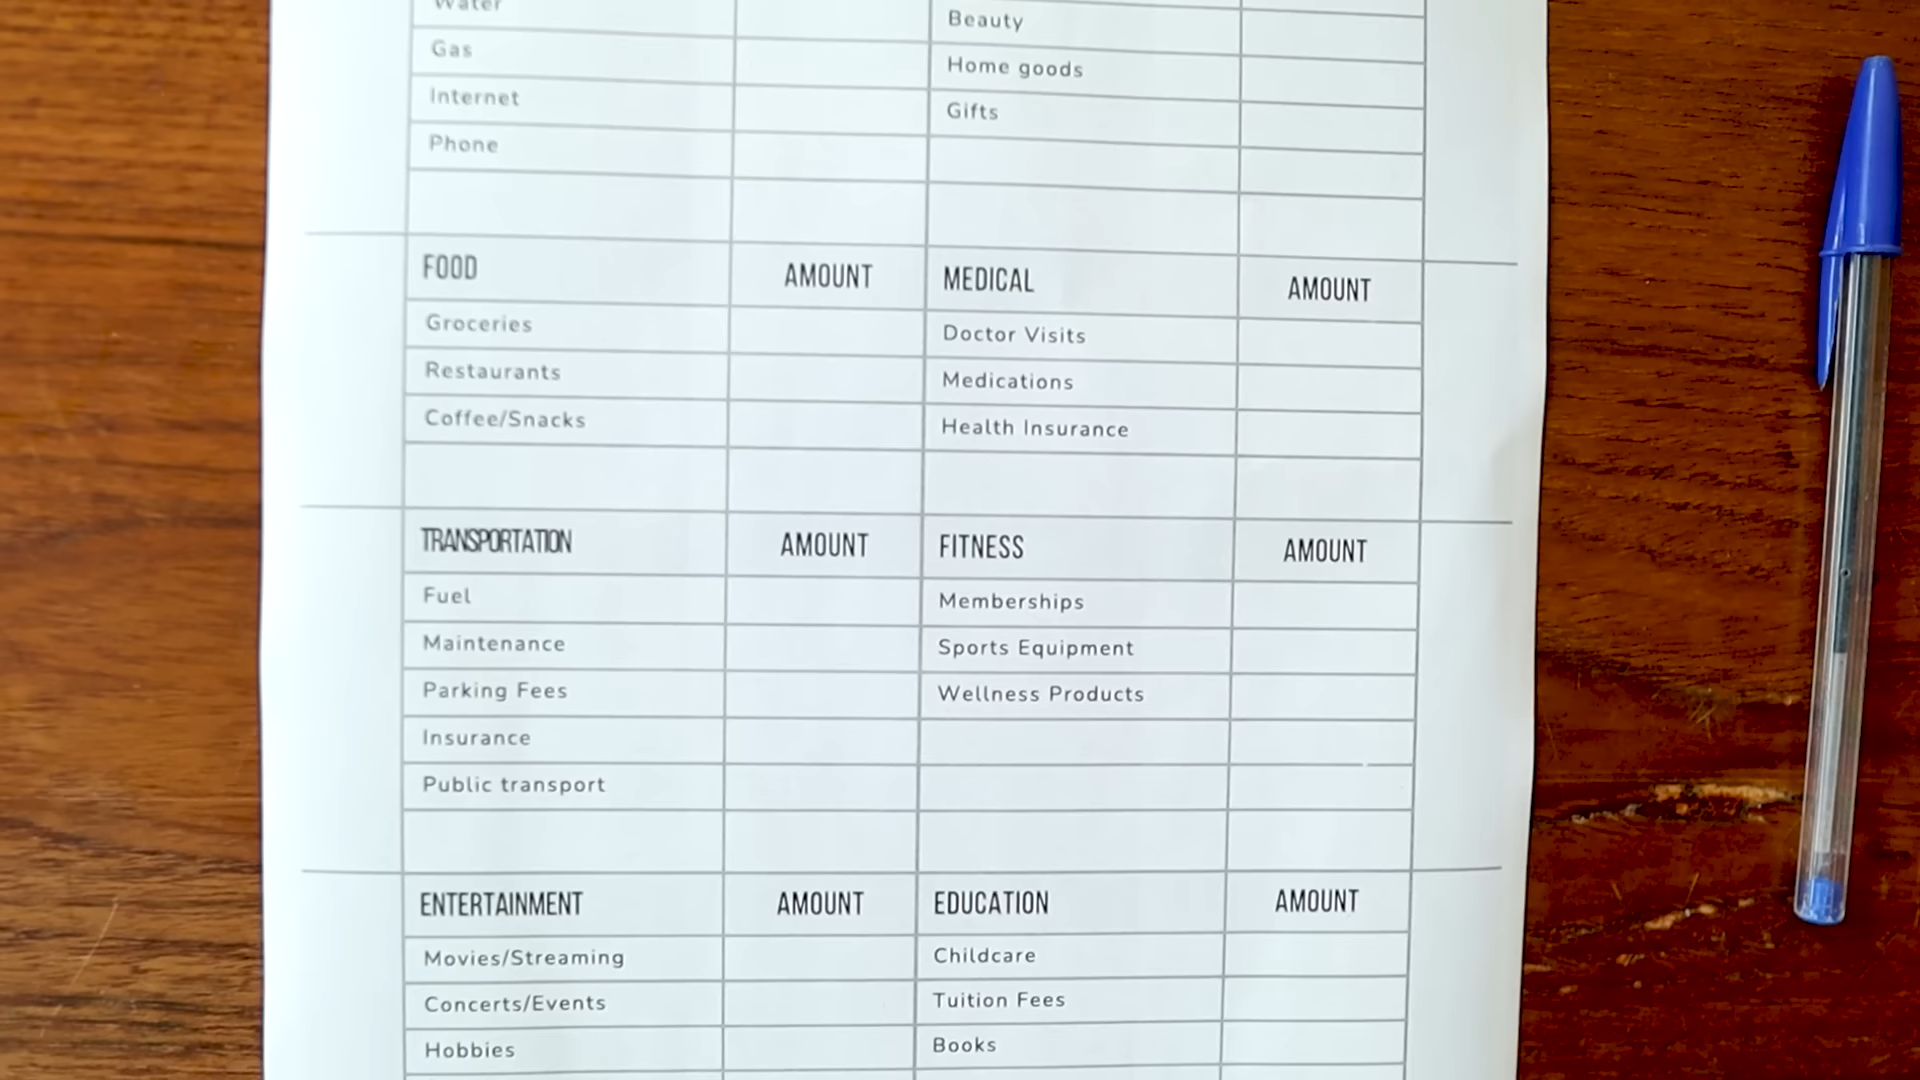 Water
Beauty
Gas
Home goods
Internet
Gifts
Phone
FOOD AMOUNT MEDICAL AMOUNT
Groceries Doctor Visits
Restaurants Medications
Coffee/Snacks Health Insurance
TRANSPORTATION AMOUNT FITNESS AMOUNT
Fuel Memberships
Maintenance Sports Equipment
Parking Fees Wellness Products
Insurance
Public transport
ENTERTAINMENT AMOUNT EDUCATION AMOUNT
Movies/Streaming Childcare
Concerts/Events Tuition Fees
Hobbies Books